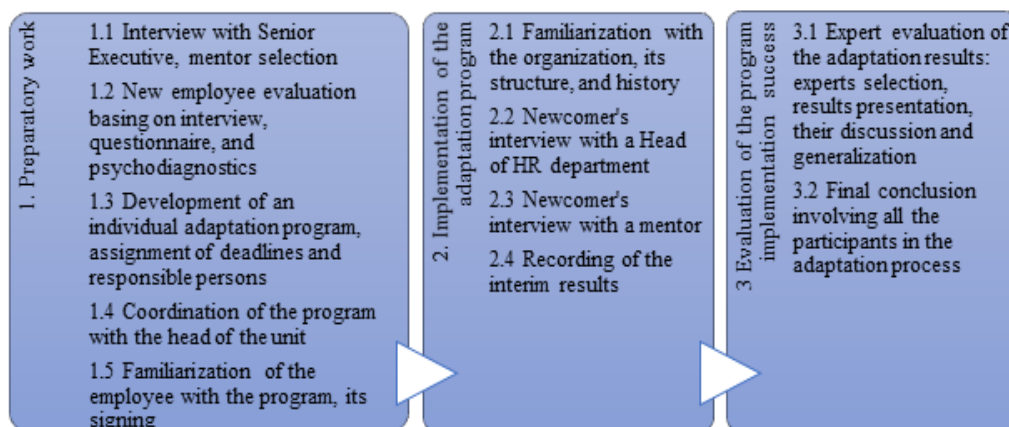 1. Preparatory work
1.1 Interview with Senior
Executive, mentor selection
1.2 New employee evaluation
basing on interview,
questionnaire, and
psychodiagnostics
1.3 Development of an
individual adaptation program,
assignment of deadlines and
responsible persons
1.4 Coordination of the program
with the head of the unit
1.5 Familiarization of the
employee with the program, its
signing
2. Implementation of the
adaptation program
2.1 Familiarization with
the organization, its
structure, and history
2.2 Newcomer's
interview with a Head
of HR department
2.3 Newcomer's
interview with a mentor
2.4 Recording of the
interim results
3 Evaluation of the program
implementation success
3.1 Expert evaluation of
the adaptation results:
experts selection,
results presentation,
their discussion and
generalization
3.2 Final conclusion
involving all the
participants in the
adaptation process